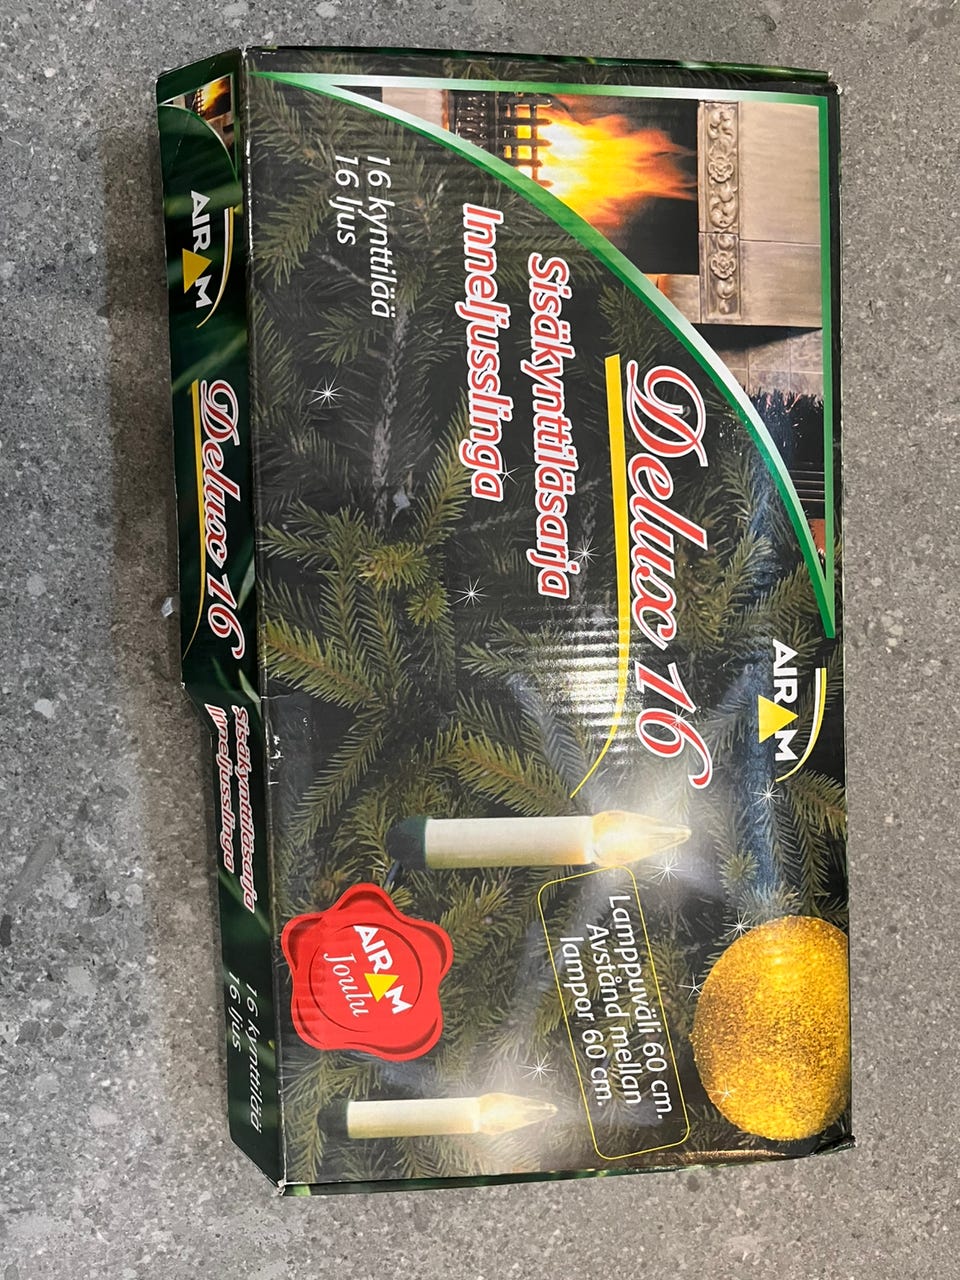 AIRAM
Deluxe 16
Sisäkynttiläsarja
Inneljusslinga
16 kynttilää
16 ljus
Lamppuväli 60 cm.
Avstånd mellan
lampor 60 cm.
AIRAM
Joulu
AIRAM
Deluxe 16
Sisäkynttiläsarja
Inneljusslinga
16 kynttilää
16 ljus